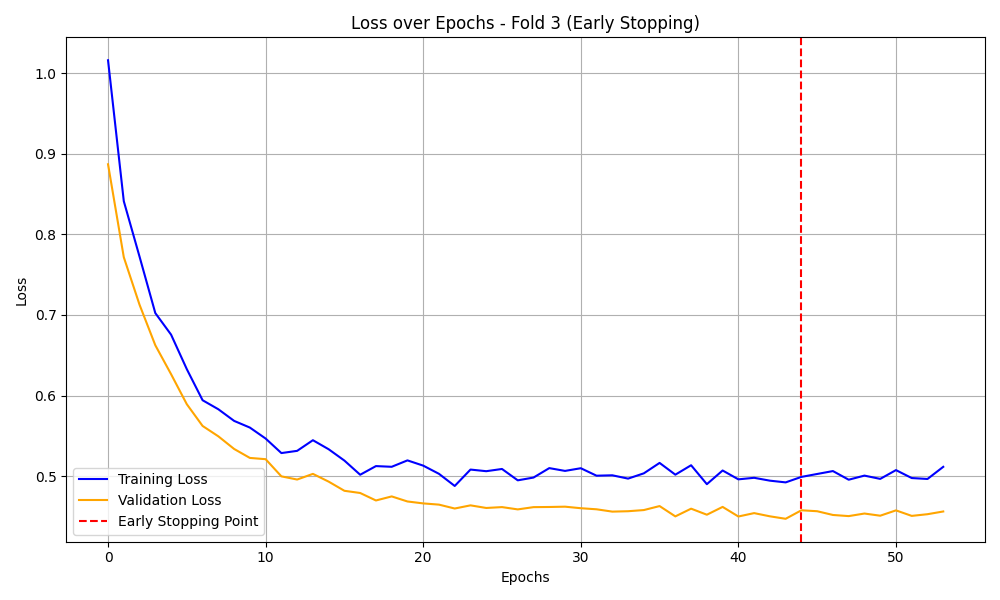 Loss over Epochs - Fold 3 (Early Stopping)
1.0
0.9
0.8
0.7
0.6
0.5
Loss
Training Loss
Validation Loss
Early Stopping Point
0 10 20 30 40 50
Epochs